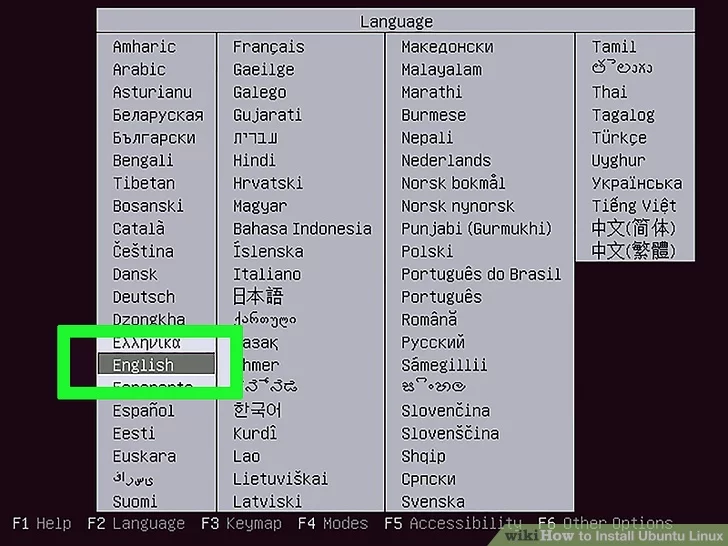 Language
Amharic
Arabic
Asturianu
Беларуская
Български
Bengali
Tibetan
Bosanski
Català
Čeština
Dansk
Deutsch
Dzongkha
Ελληνικά
English
Esperanto
Español
Eesti
Euskara
فارسی
Suomi
Français
Gaeilge
Galego
Gujarati
עברית
Hindi
Hrvatski
Magyar
Bahasa Indonesia
Íslenska
Italiano
日本語
ქართული
Қазақ
Khmer
ಕನ್ನಡ
한국어
Kurdî
Lao
Lietuviškai
Latviski
Македонски
Malayalam
Marathi
Burmese
Nepali
Nederlands
Norsk bokmål
Norsk nynorsk
Punjabi (Gurmukhi)
Polski
Português do Brasil
Português
Română
Русский
Sámegillii
සිංහල
Slovenčina
Slovenščina
Shqip
Српски
Svenska
Tamil
తెలుగు
Thai
Tagalog
Türkçe
Uyghur
Українська
Tiếng Việt
中文(简体)
中文(繁體)
F1 Help F2 Language F3 Keymap F4 Modes F5 Accessibility F6 Other Options
wikiHow to Install Ubuntu Linux